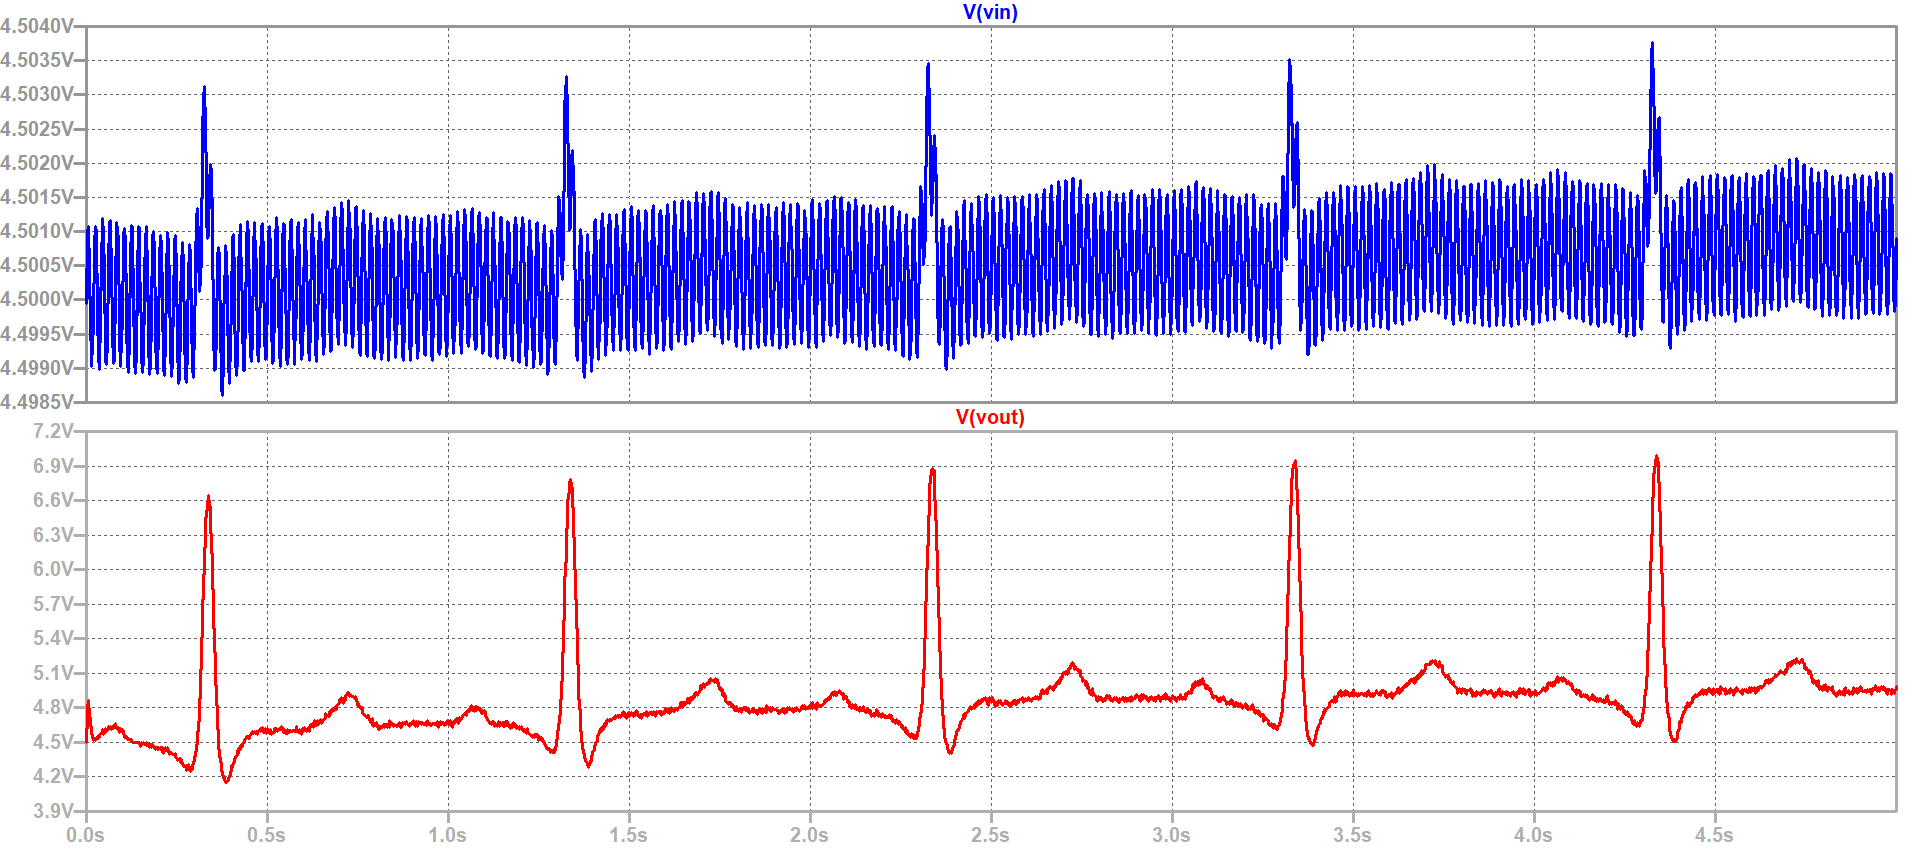 V(vin)
4.5040V
4.5035V
4.5030V
4.5025V
4.5020V
4.5015V
4.5010V
4.5005V
4.5000V
4.4995V
4.4990V
4.4985V
V(vout)
7.2V
6.9V
6.6V
6.3V
6.0V
5.7V
5.4V
5.1V
4.8V
4.5V
4.2V
3.9V
0.0s 0.5s 1.0s 1.5s 2.0s 2.5s 3.0s 3.5s 4.0s 4.5s